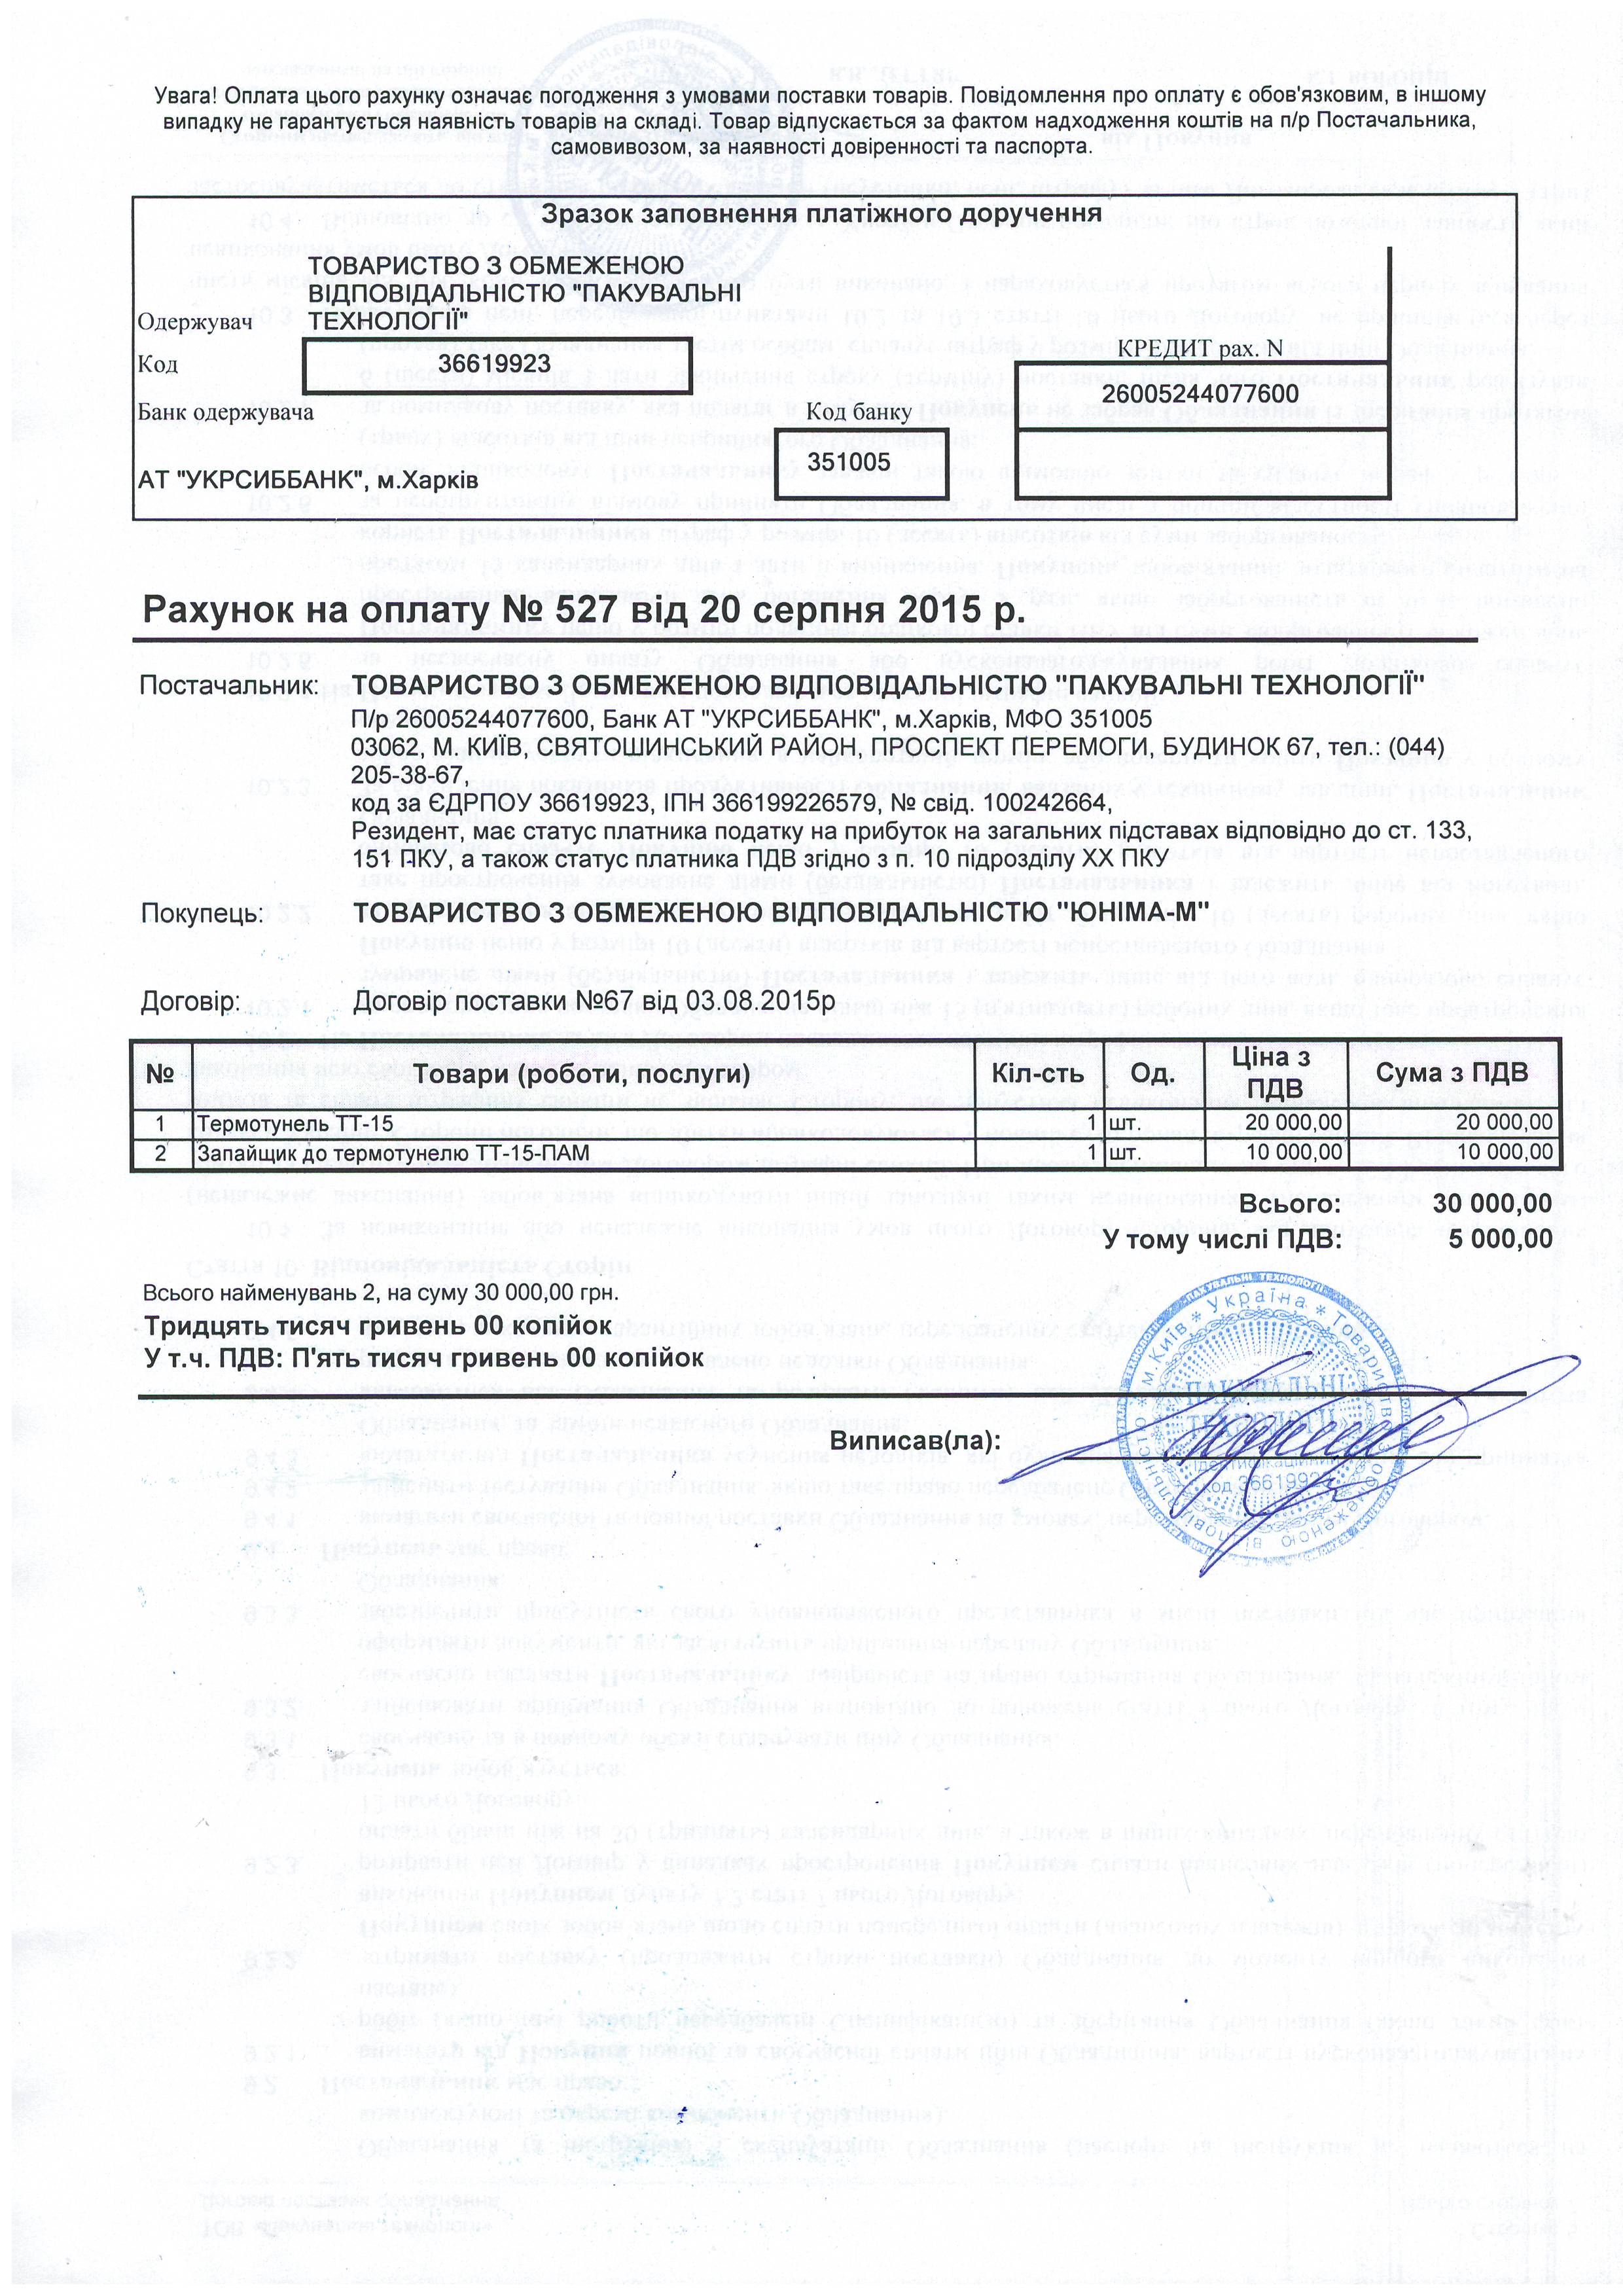 Увага! Оплата цього рахунку означає погодження з умовами поставки товарів. Повідомлення про оплату є обов'язковим, в іншому
випадку не гарантується наявність товарів на складі. Товар відпускається за фактом надходження коштів на п/р Постачальника,
самовивозом, за наявності довіренності та паспорта.
Зразок заповнення платіжного доручення
ТОВАРИСТВО З ОБМЕЖЕНОЮ
ВІДПОВІДАЛЬНІСТЮ "ПАКУВАЛЬНІ
Одержувач ТЕХНОЛОГІЇ"
Код 36619923 КРЕДИТ рах. N
26005244077600
Банк одержувача Код банку
351005
АТ "УКРСИББАНК", м.Харків
Рахунок на оплату № 527 від 20 серпня 2015 р.
Постачальник: ТОВАРИСТВО З ОБМЕЖЕНОЮ ВІДПОВІДАЛЬНІСТЮ "ПАКУВАЛЬНІ ТЕХНОЛОГІЇ"
П/р 26005244077600, Банк АТ "УКРСИББАНК", м.Харків, МФО 351005
03062, М. КИЇВ, СВЯТОШИНСЬКИЙ РАЙОН, ПРОСПЕКТ ПЕРЕМОГИ, БУДИНОК 67, тел.: (044)
205-38-67,
код за ЄДРПОУ 36619923, ІПН 366199226579, № свід. 100242664,
Резидент, має статус платника податку на прибуток на загальних підставах відповідно до ст. 133,
151 ПКУ, а також статус платника ПДВ згідно з п. 10 підрозділу ХХ ПКУ
Покупець: ТОВАРИСТВО З ОБМЕЖЕНОЮ ВІДПОВІДАЛЬНІСТЮ "ЮНІМА-М"
Договір: Договір поставки №67 від 03.08.2015р
№ Товари (роботи, послуги) Кіл-сть Од. Ціна з ПДВ Сума з ПДВ
1 Термотунель ТТ-15 1 шт. 20 000,00 20 000,00
2 Запайщик до термотунелю ТТ-15-ПАМ 1 шт. 10 000,00 10 000,00
Всього: 30 000,00
У тому числі ПДВ: 5 000,00
Всього найменувань 2, на суму 30 000,00 грн.
Тридцять тисяч гривень 00 копійок
У т.ч. ПДВ: П'ять тисяч гривень 00 копійок
Виписав(ла):
Україна * Товариство з обмеженою відповідальністю * м.Київ *
ПАКУВАЛЬНІ
ТЕХНОЛОГІЇ
Ідентифікаційний
код 36619923